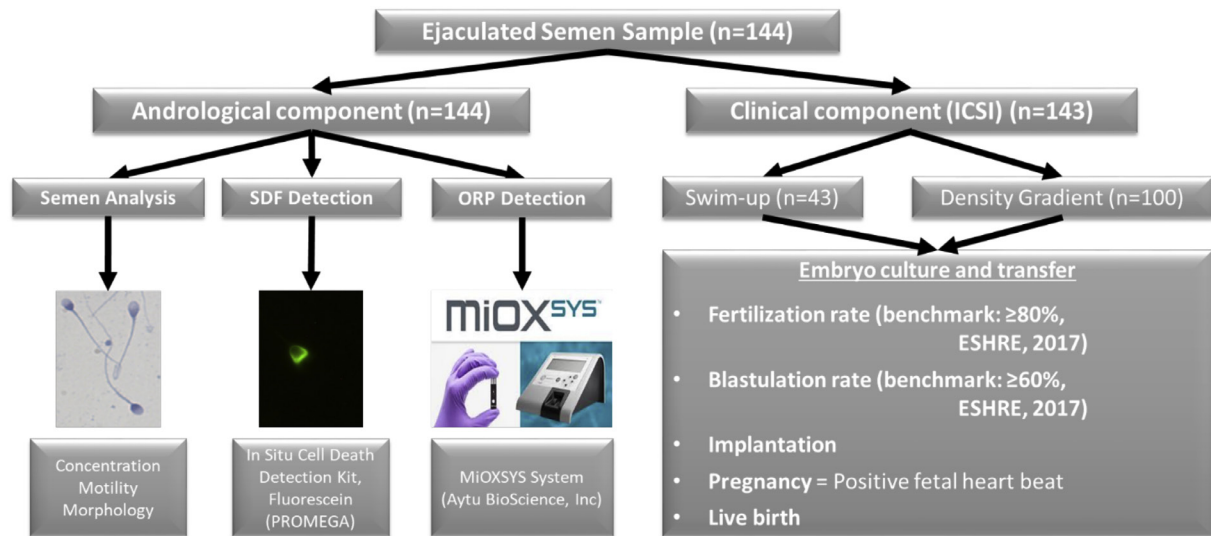 Ejaculated Semen Sample (n=144)
Andrological component (n=144)
Clinical component (ICSI) (n=143)
Semen Analysis
SDF Detection
ORP Detection
Swim-up (n=43)
Density Gradient (n=100)
MiOXSYS™
Concentration
Motility
Morphology
In Situ Cell Death
Detection Kit,
Fluorescein
(PROMEGA)
MiOXSYS System
(Aytu BioScience, Inc)
Embryo culture and transfer
• Fertilization rate (benchmark: ≥80%,
ESHRE, 2017)
• Blastulation rate (benchmark: ≥60%,
ESHRE, 2017)
• Implantation
• Pregnancy = Positive fetal heart beat
• Live birth